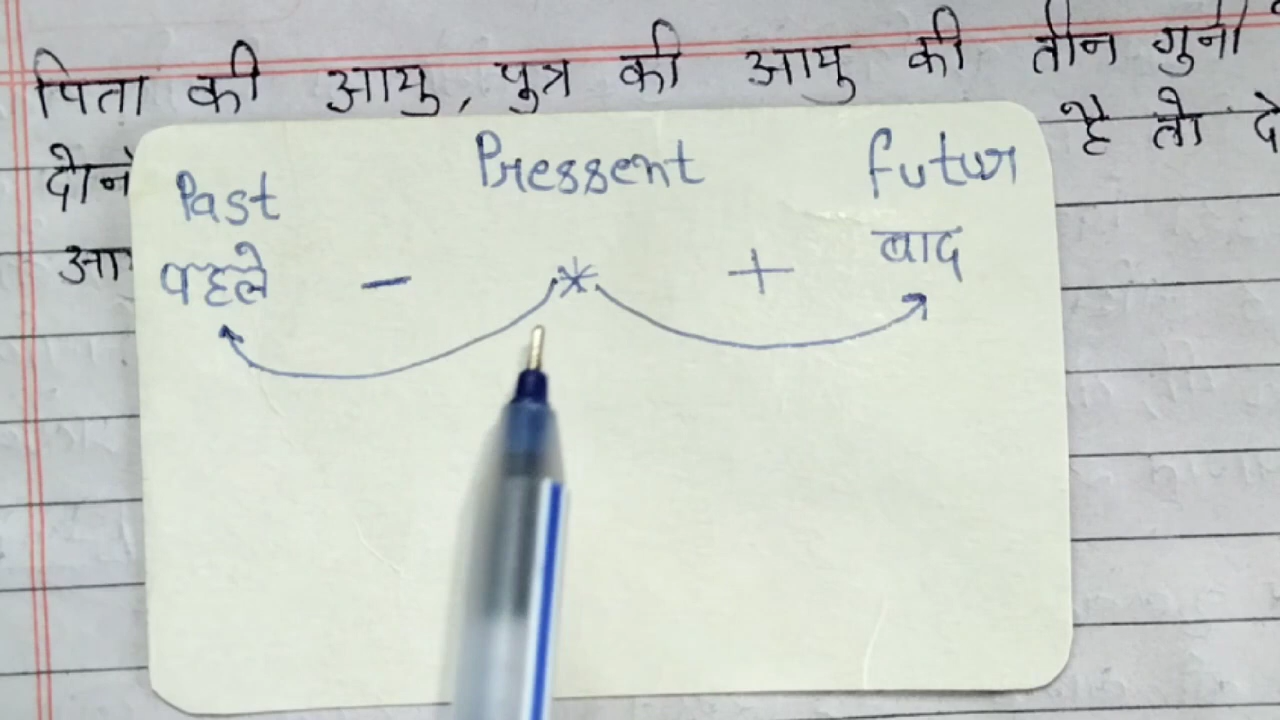 पिता की आयु, पुत्र की आयु की तीन गुनी
दोनो है तो दो
आ
Past Pressent futur
पहले - * + बाद